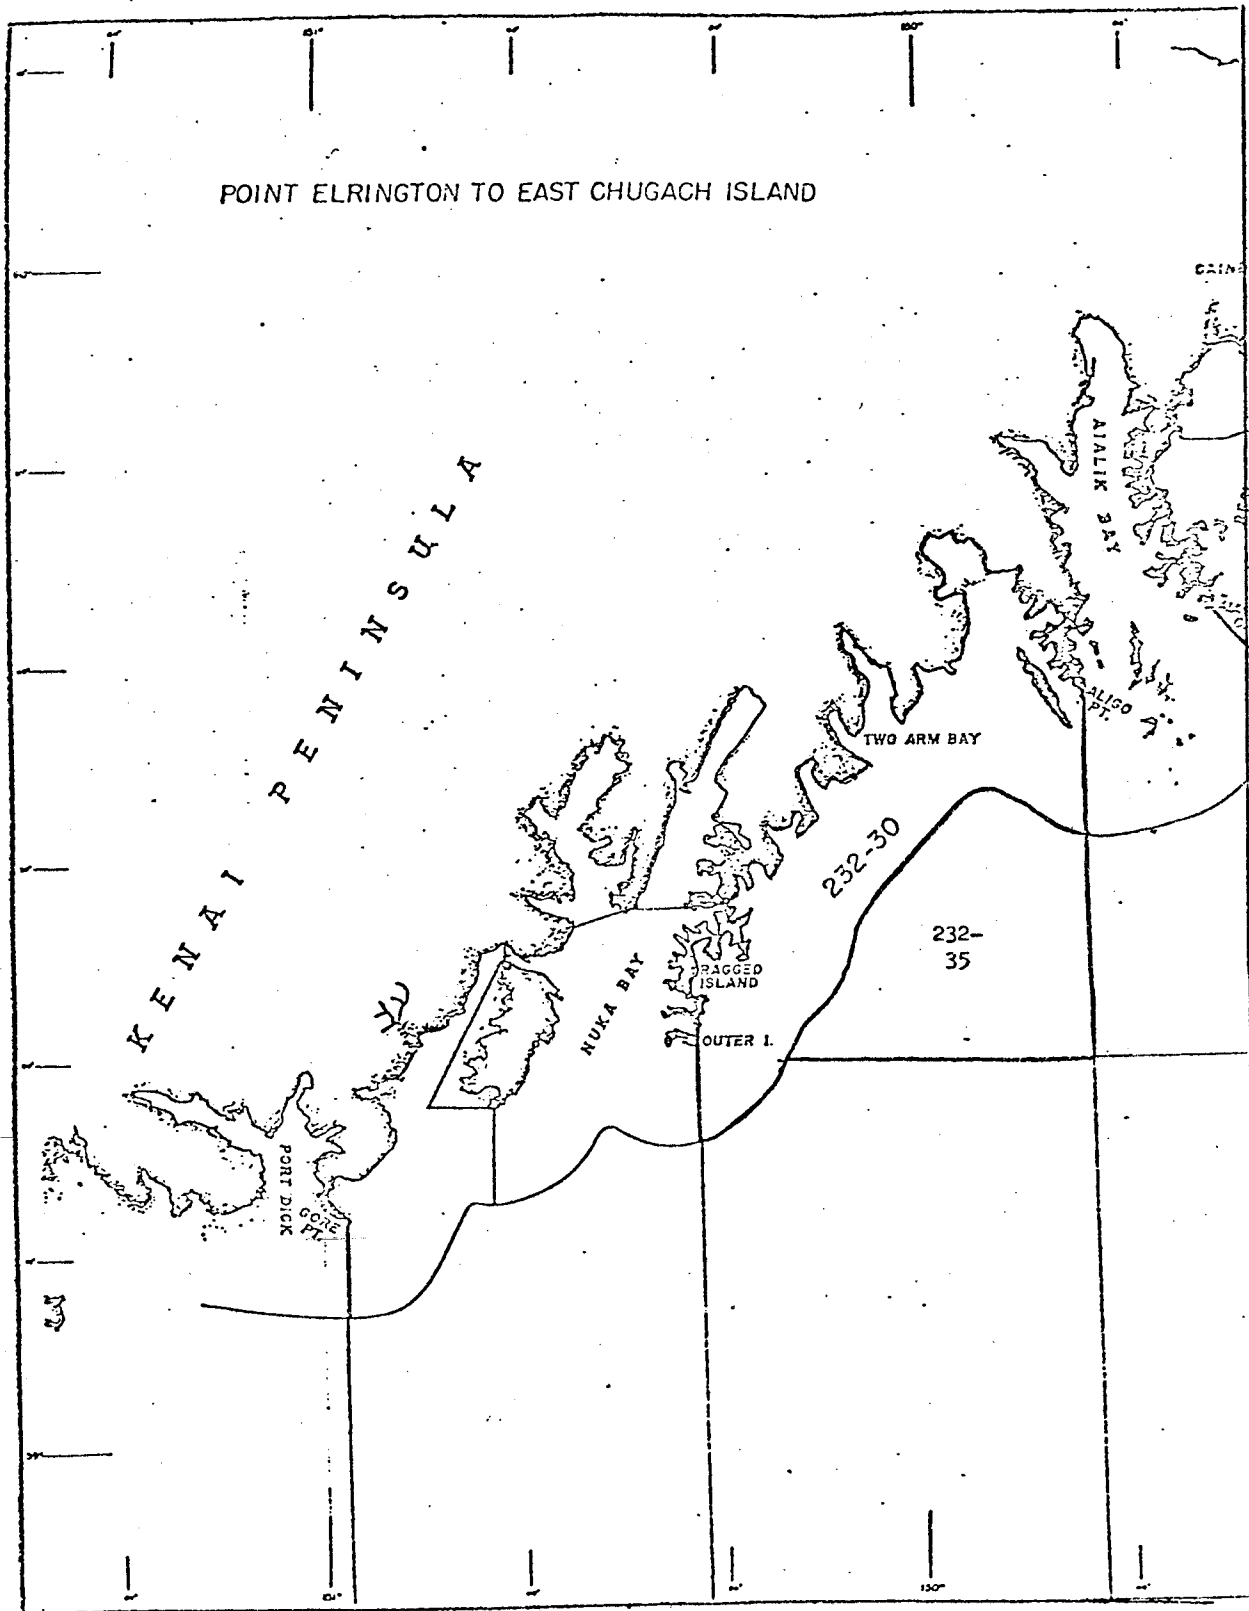 150°
POINT ELRINGTON TO EAST CHUGACH ISLAND
KENAI PENINSULA
AIALIK BAY
ALIGO
PT.
TWO ARM BAY
232-30
232-
35
RAGGED
ISLAND
NUKA BAY
OUTER I.
PORT DICK
GORE
PT.
150°